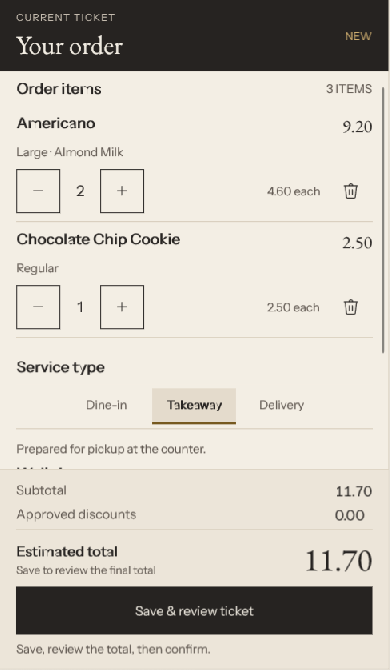 CURRENT TICKET
Your order
NEW
Order items
3 ITEMS
Americano
9.20
Large · Almond Milk
− 2 +
4.60 each
Chocolate Chip Cookie
2.50
Regular
− 1 +
2.50 each
Service type
Dine-in Takeaway Delivery
Prepared for pickup at the counter.
Subtotal 11.70
Approved discounts 0.00
Estimated total
11.70
Save to review the final total
Save & review ticket
Save, review the total, then confirm.